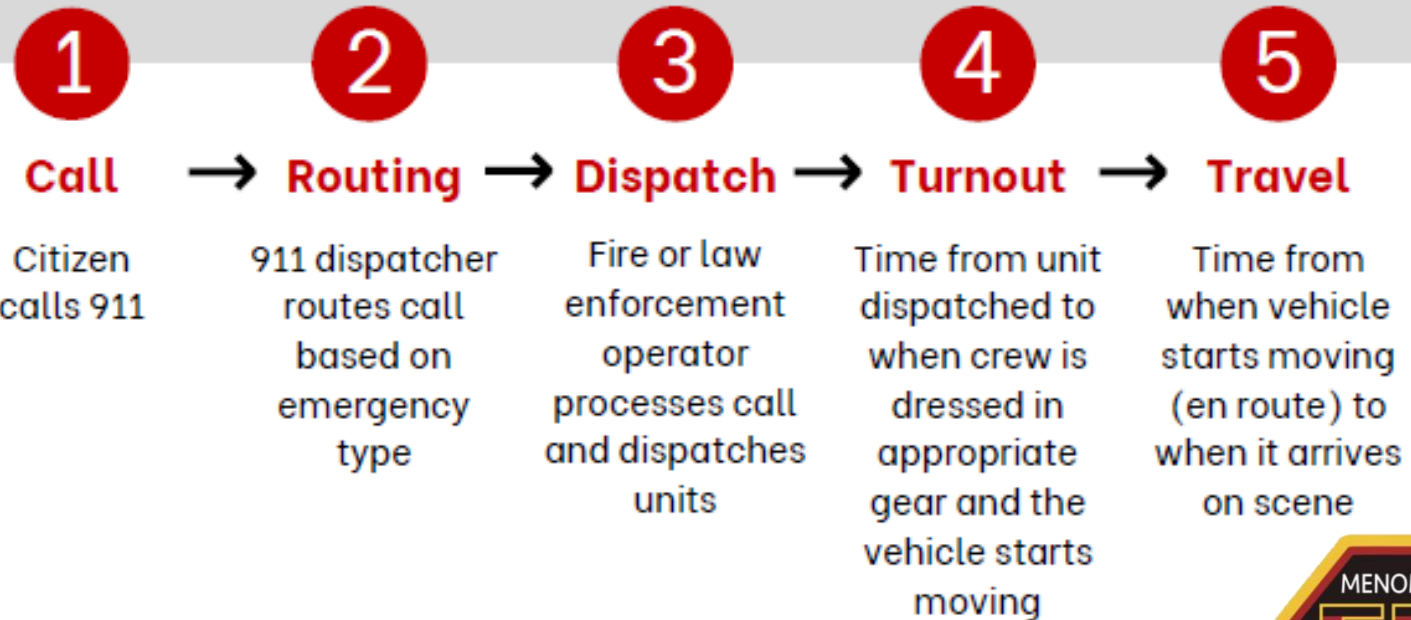 1
2
3
4
5
Call → Routing → Dispatch → Turnout → Travel
Citizen
calls 911
911 dispatcher
routes call
based on
emergency
type
Fire or law
enforcement
operator
processes call
and dispatches
units
Time from unit
dispatched to
when crew is
dressed in
appropriate
gear and the
vehicle starts
moving
Time from
when vehicle
starts moving
(en route) to
when it arrives
on scene